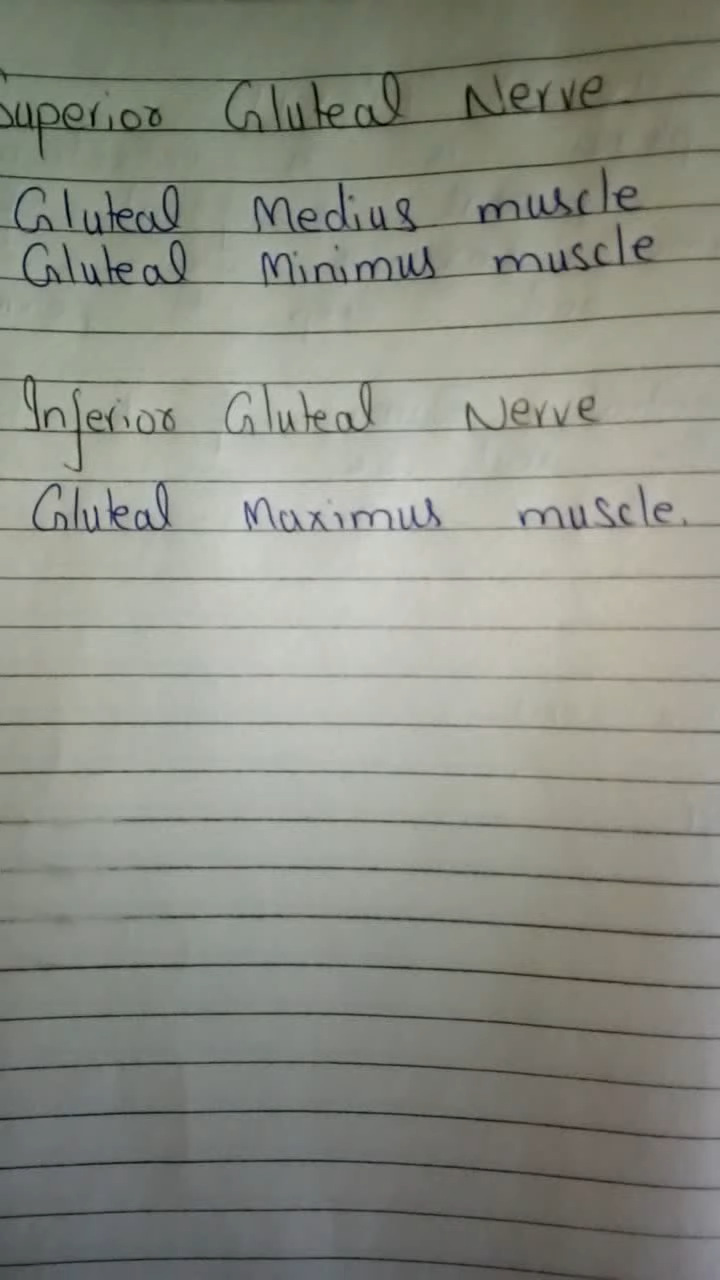 Superior Gluteal Nerve
Gluteal Medius muscle
Gluteal Minimus muscle
Inferior Gluteal Nerve
Gluteal Maximus muscle.